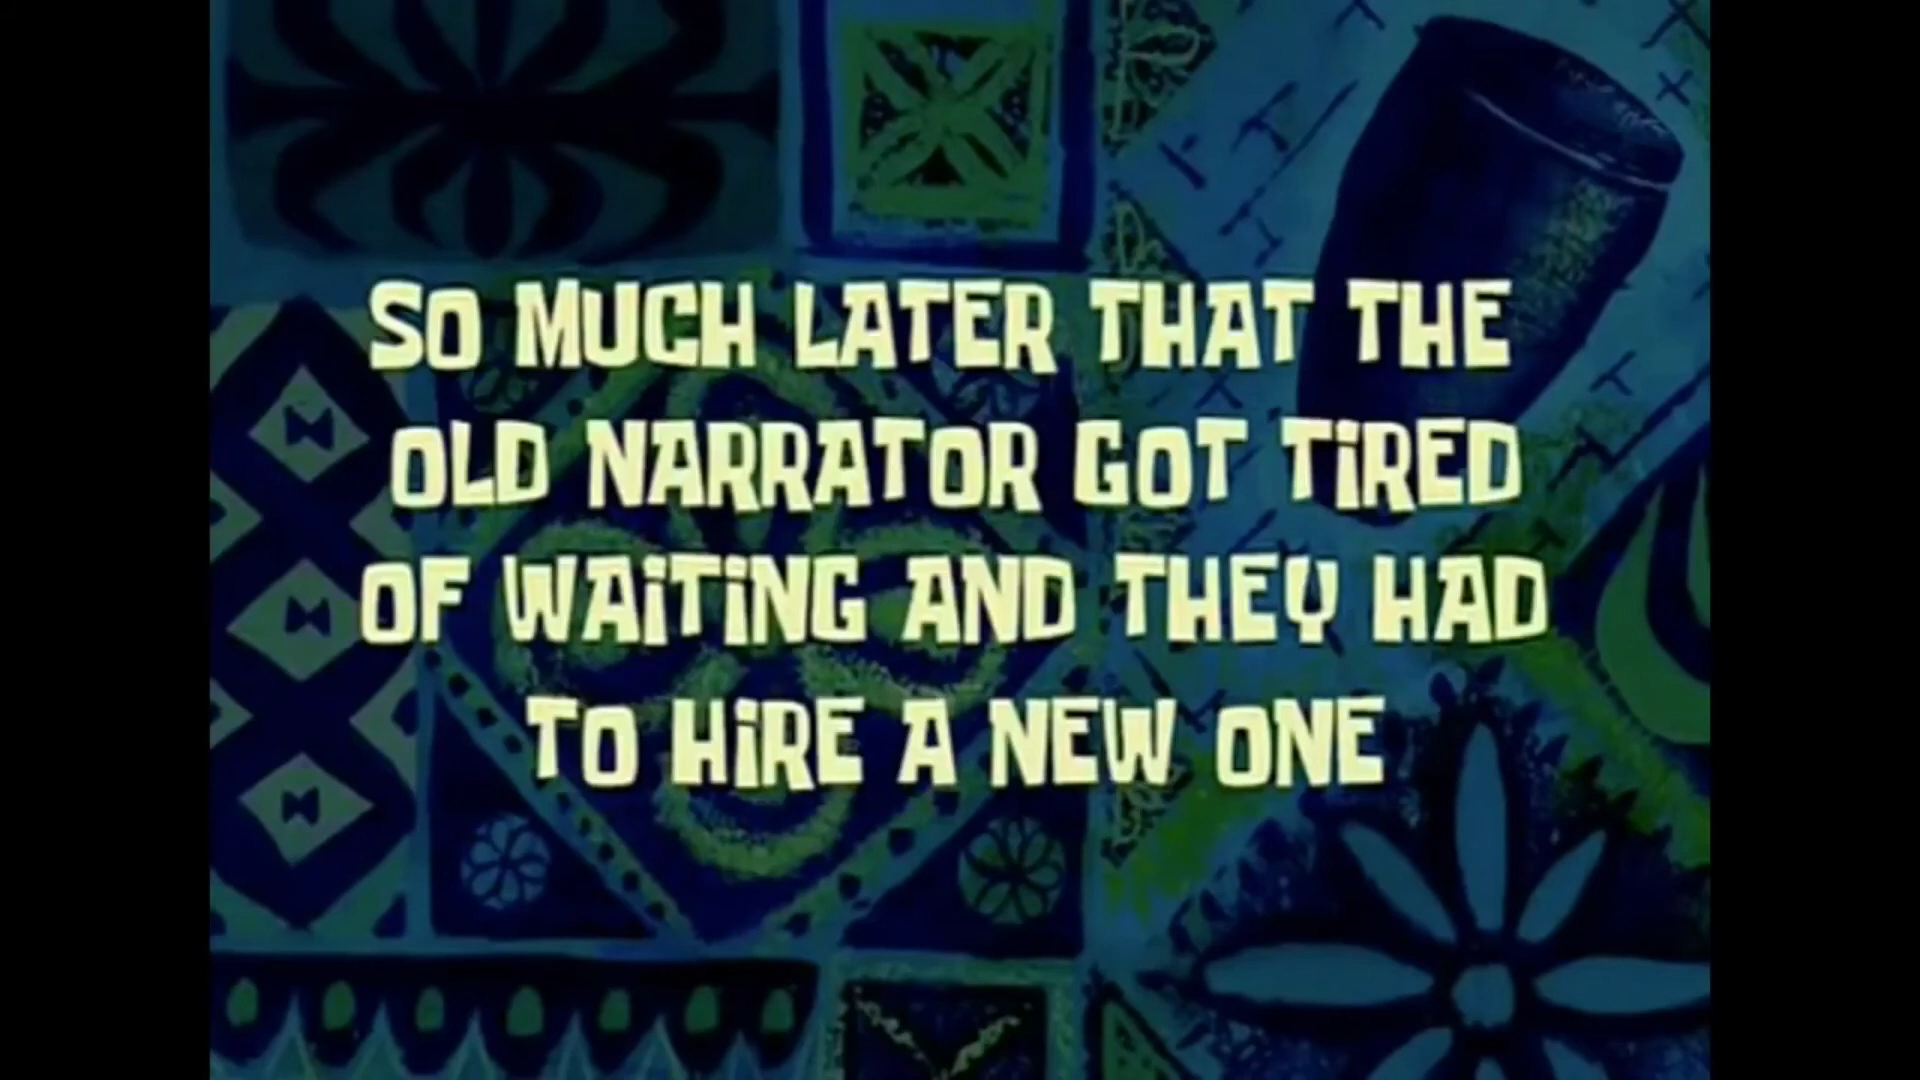 SO MUCH LATER THAT THE
OLD NARRATOR GOT TiRED
OF WAiTiNG AND THEY HAD
TO HiRE A NEW ONE